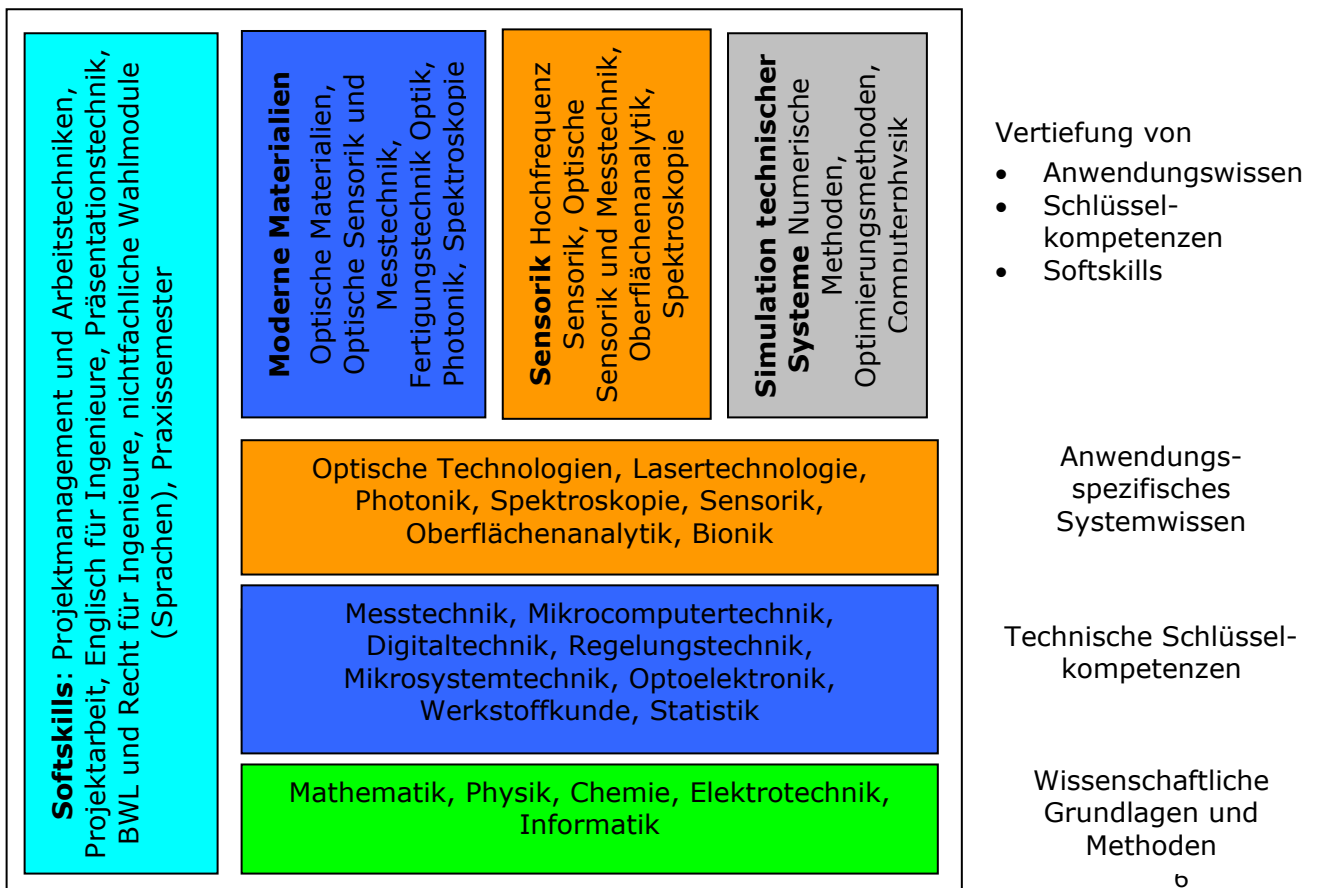 Softskills: Projektmanagement und Arbeitstechniken,
Projektarbeit, Englisch für Ingenieure, Präsentationstechnik,
BWL und Recht für Ingenieure, nichtfachliche Wahlmodule
(Sprachen), Praxissemester
Moderne Materialien
Optische Materialien,
Optische Sensorik und
Messtechnik,
Fertigungstechnik Optik,
Photonik, Spektroskopie
Sensorik Hochfrequenz
Sensorik, Optische
Sensorik und Messtechnik,
Oberflächenanalytik,
Spektroskopie
Simulation technischer
Systeme Numerische
Methoden,
Optimierungsmethoden,
Computerphysik
Vertiefung von
• Anwendungswissen
• Schlüssel-
kompetenzen
• Softskills
Optische Technologien, Lasertechnologie,
Photonik, Spektroskopie, Sensorik,
Oberflächenanalytik, Bionik
Anwendungs-
spezifisches
Systemwissen
Messtechnik, Mikrocomputertechnik,
Digitaltechnik, Regelungstechnik,
Mikrosystemtechnik, Optoelektronik,
Werkstoffkunde, Statistik
Technische Schlüssel-
kompetenzen
Mathematik, Physik, Chemie, Elektrotechnik,
Informatik
Wissenschaftliche
Grundlagen und
Methoden
6